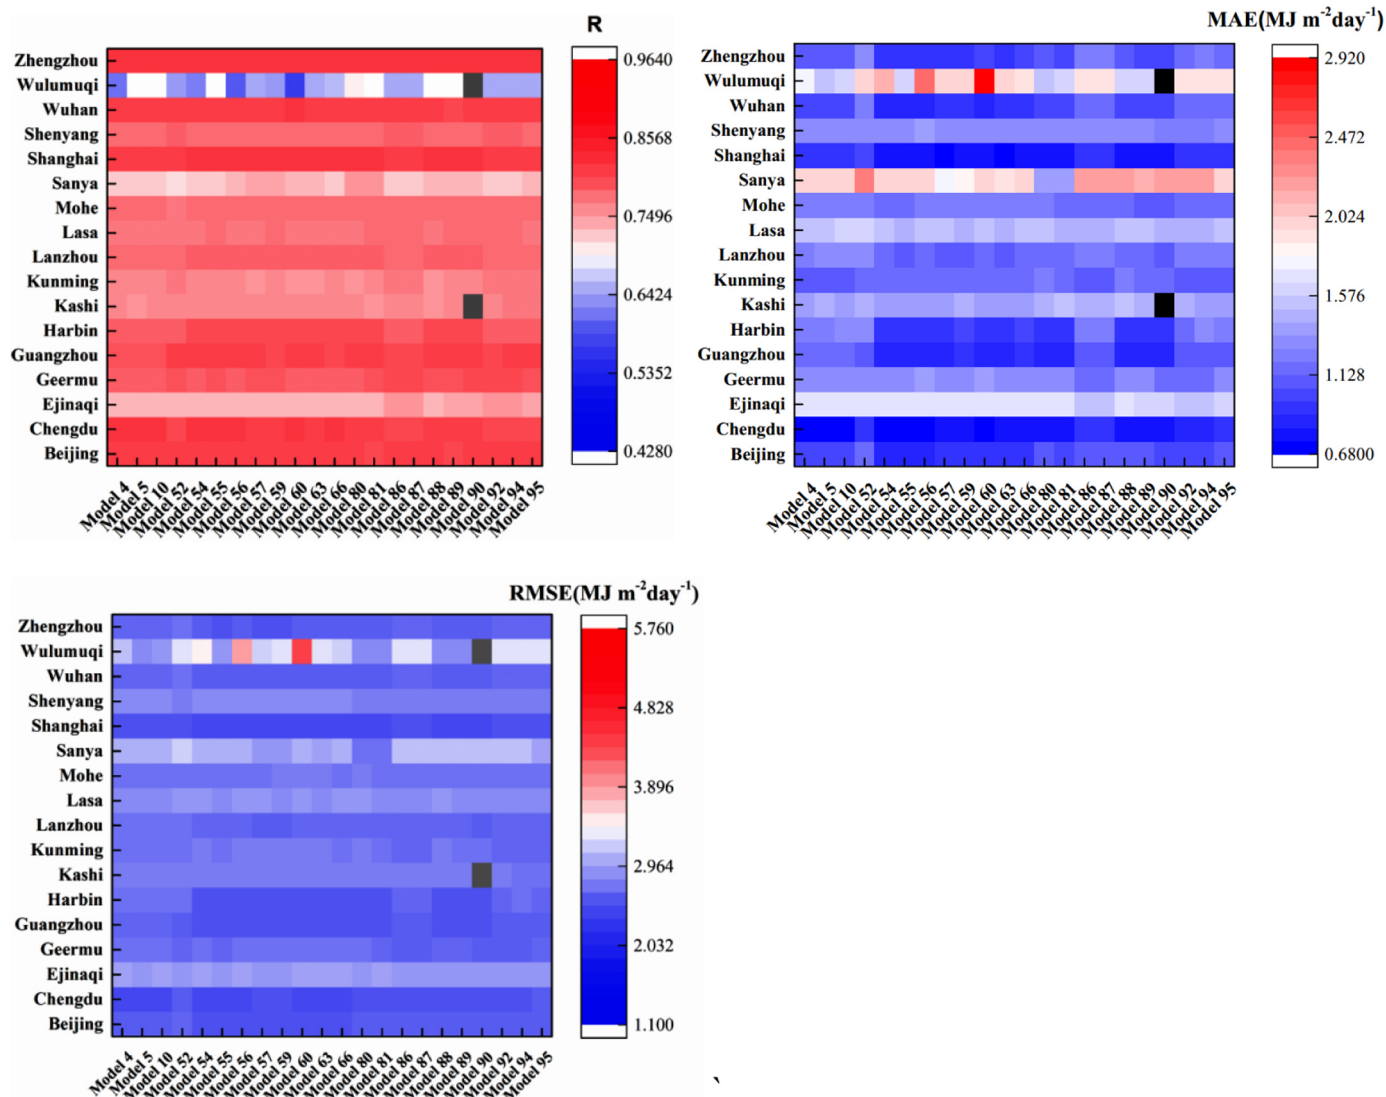 R
Zhengzhou
Wulumuqi
Wuhan
Shenyang
Shanghai
Sanya
Mohe
Lasa
Lanzhou
Kunming
Kashi
Harbin
Guangzhou
Geermu
Ejinaqi
Chengdu
Beijing
Model 4
Model 5
Model 10
Model 52
Model 54
Model 55
Model 56
Model 57
Model 59
Model 60
Model 63
Model 66
Model 80
Model 81
Model 86
Model 87
Model 88
Model 89
Model 90
Model 92
Model 94
Model 95
0.9640
0.8568
0.7496
0.6424
0.5352
0.4280
MAE(MJ m⁻²day⁻¹)
Zhengzhou
Wulumuqi
Wuhan
Shenyang
Shanghai
Sanya
Mohe
Lasa
Lanzhou
Kunming
Kashi
Harbin
Guangzhou
Geermu
Ejinaqi
Chengdu
Beijing
Model 4
Model 5
Model 10
Model 52
Model 54
Model 55
Model 56
Model 57
Model 59
Model 60
Model 63
Model 66
Model 80
Model 81
Model 86
Model 87
Model 88
Model 89
Model 90
Model 92
Model 94
Model 95
2.920
2.472
2.024
1.576
1.128
0.6800
RMSE(MJ m⁻²day⁻¹)
Zhengzhou
Wulumuqi
Wuhan
Shenyang
Shanghai
Sanya
Mohe
Lasa
Lanzhou
Kunming
Kashi
Harbin
Guangzhou
Geermu
Ejinaqi
Chengdu
Beijing
Model 4
Model 5
Model 10
Model 52
Model 54
Model 55
Model 56
Model 57
Model 59
Model 60
Model 63
Model 66
Model 80
Model 81
Model 86
Model 87
Model 88
Model 89
Model 90
Model 92
Model 94
Model 95
5.760
4.828
3.896
2.964
2.032
1.100
`